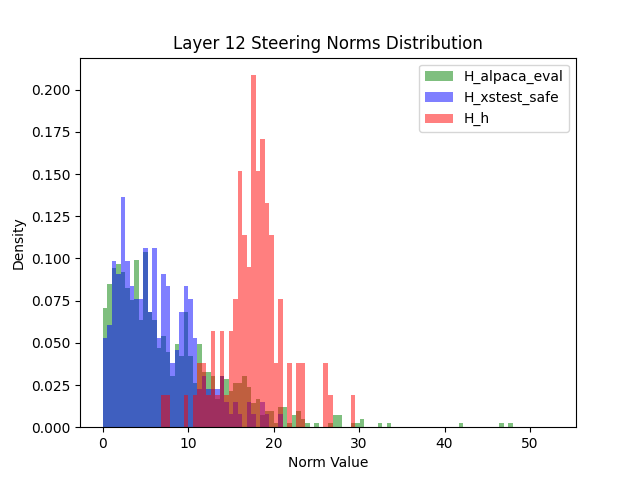 Layer 12 Steering Norms Distribution
H_alpaca_eval
H_xstest_safe
H_h
Density
0.200
0.175
0.150
0.125
0.100
0.075
0.050
0.025
0.000
0 10 20 30 40 50
Norm Value